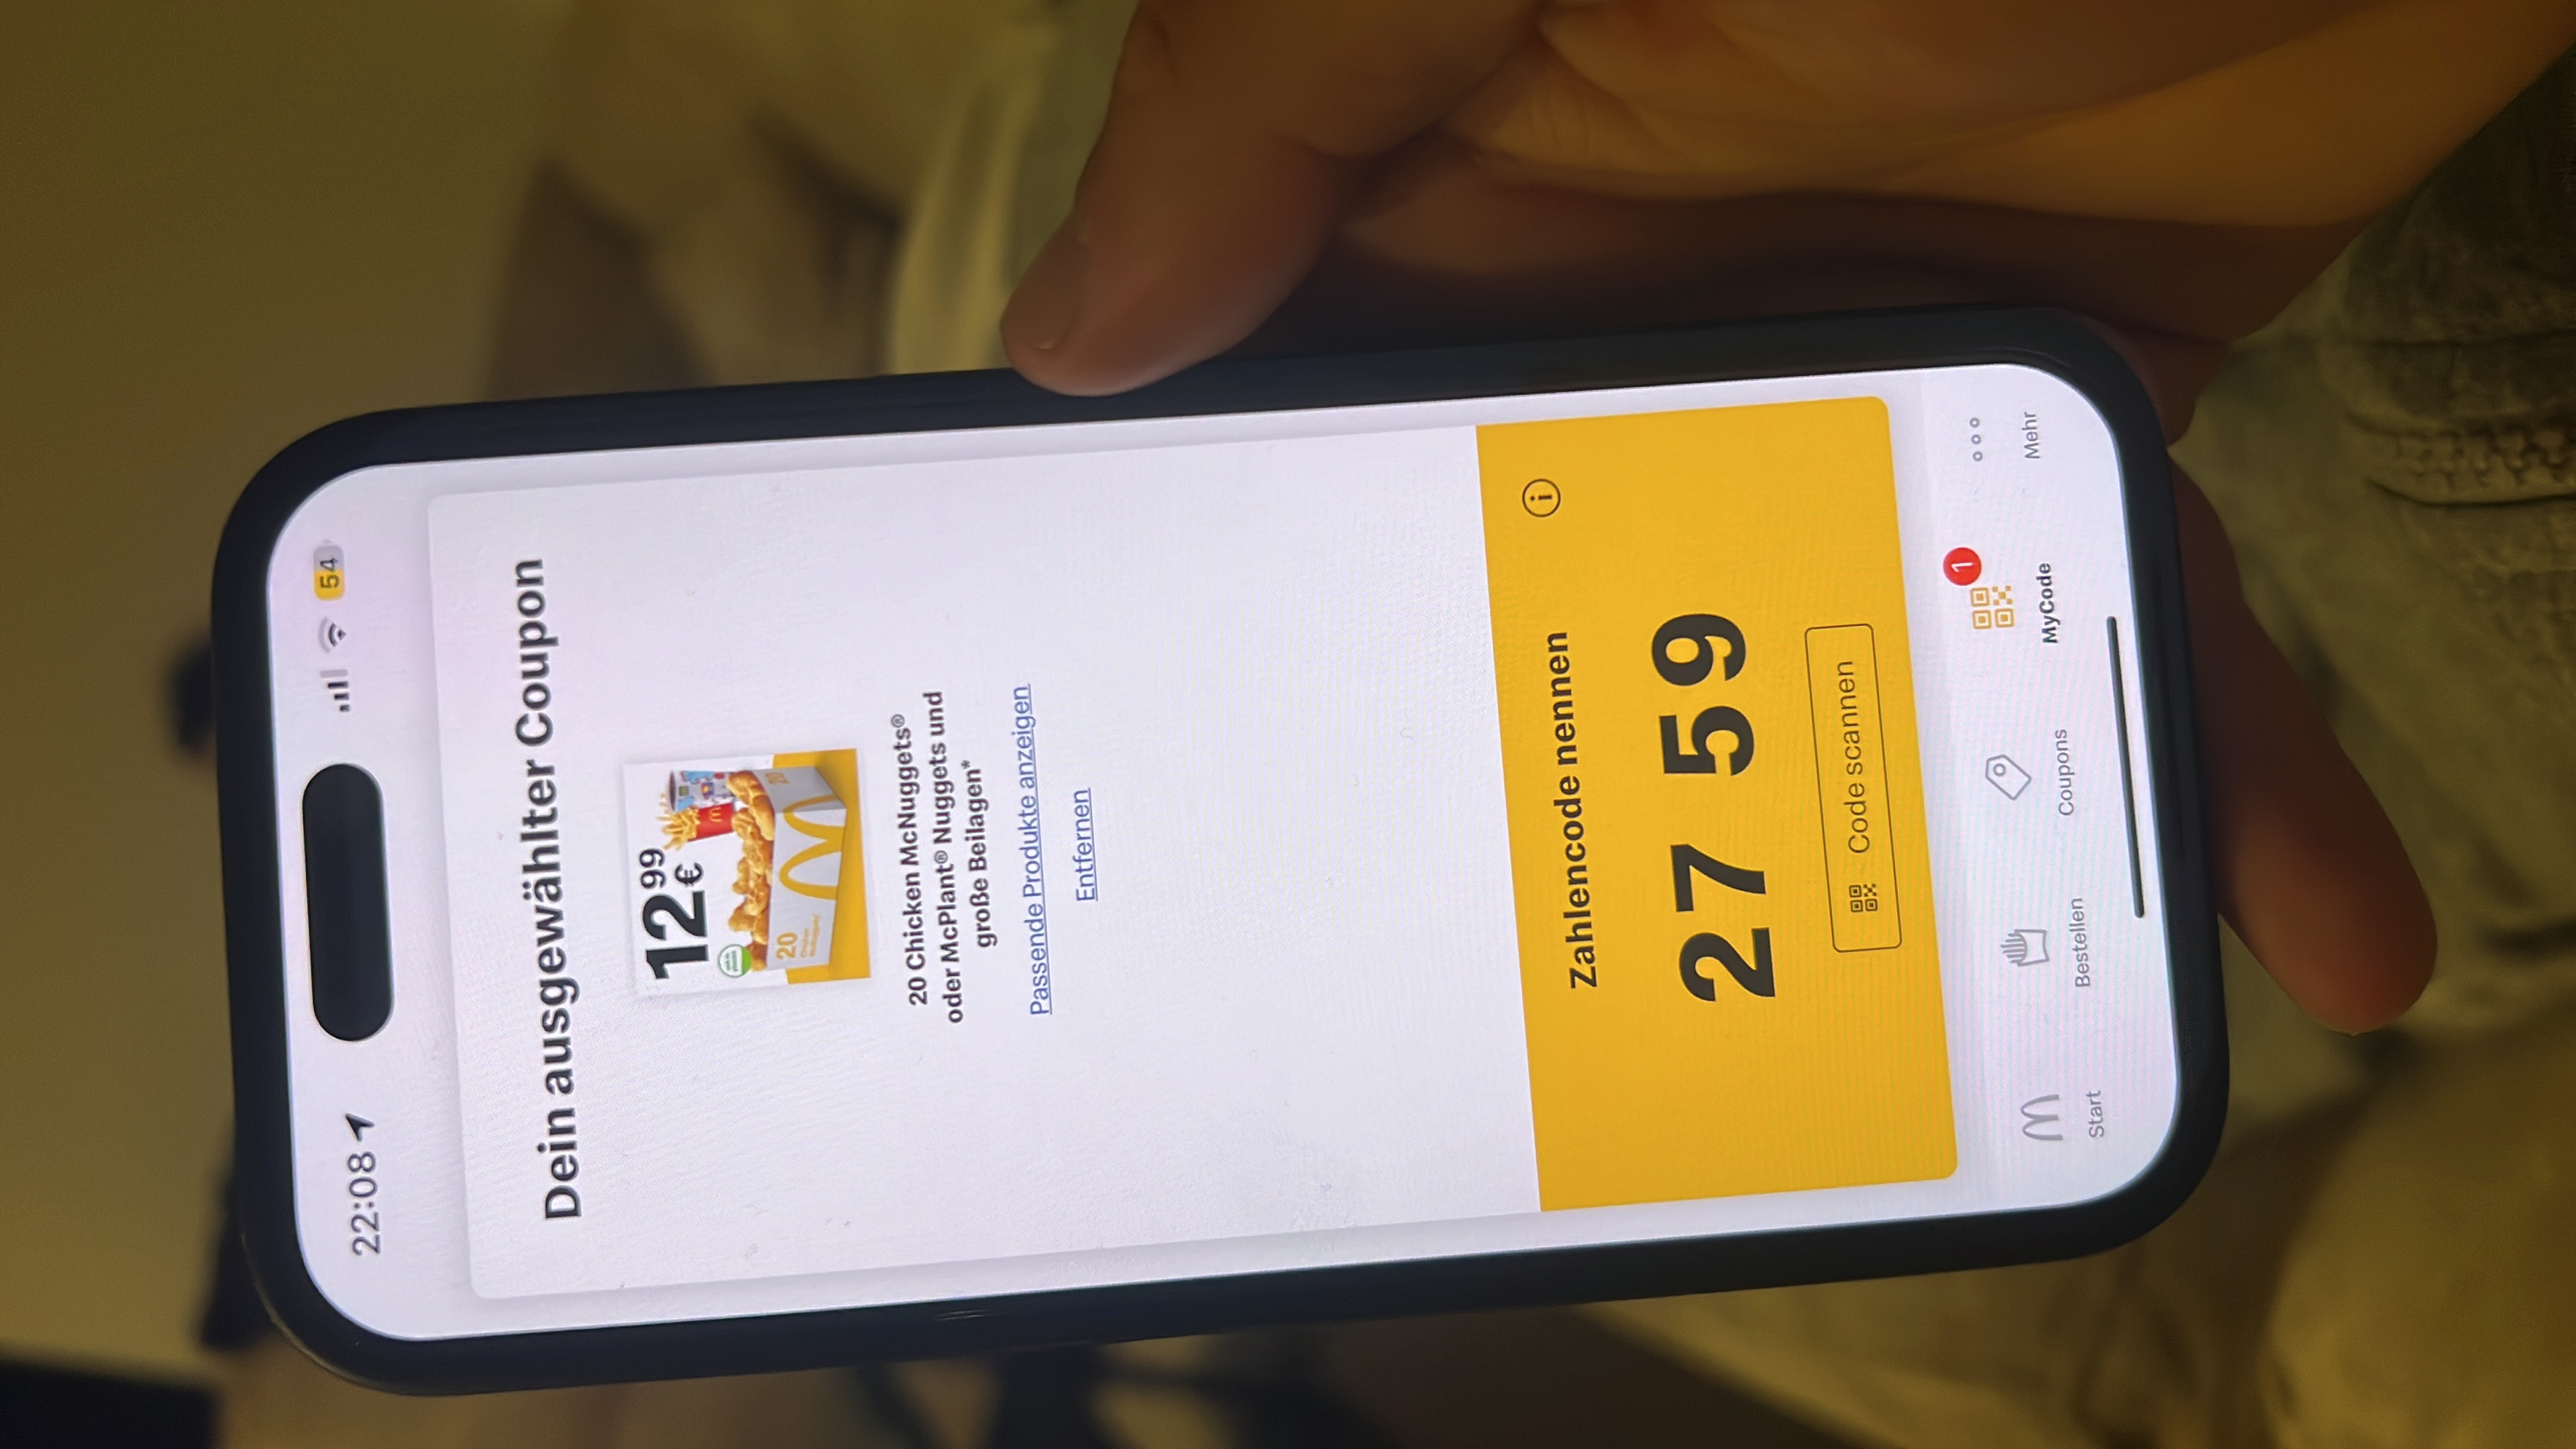 22:08
54
Dein ausgewählter Coupon
12 99
€
20
20
20 Chicken McNuggets®
oder McPlant® Nuggets und
große Beilagen*
Passende Produkte anzeigen
Entfernen
Zahlencode nennen
i
27 59
Code scannen
1
Start
Bestellen
Coupons
MyCode
Mehr